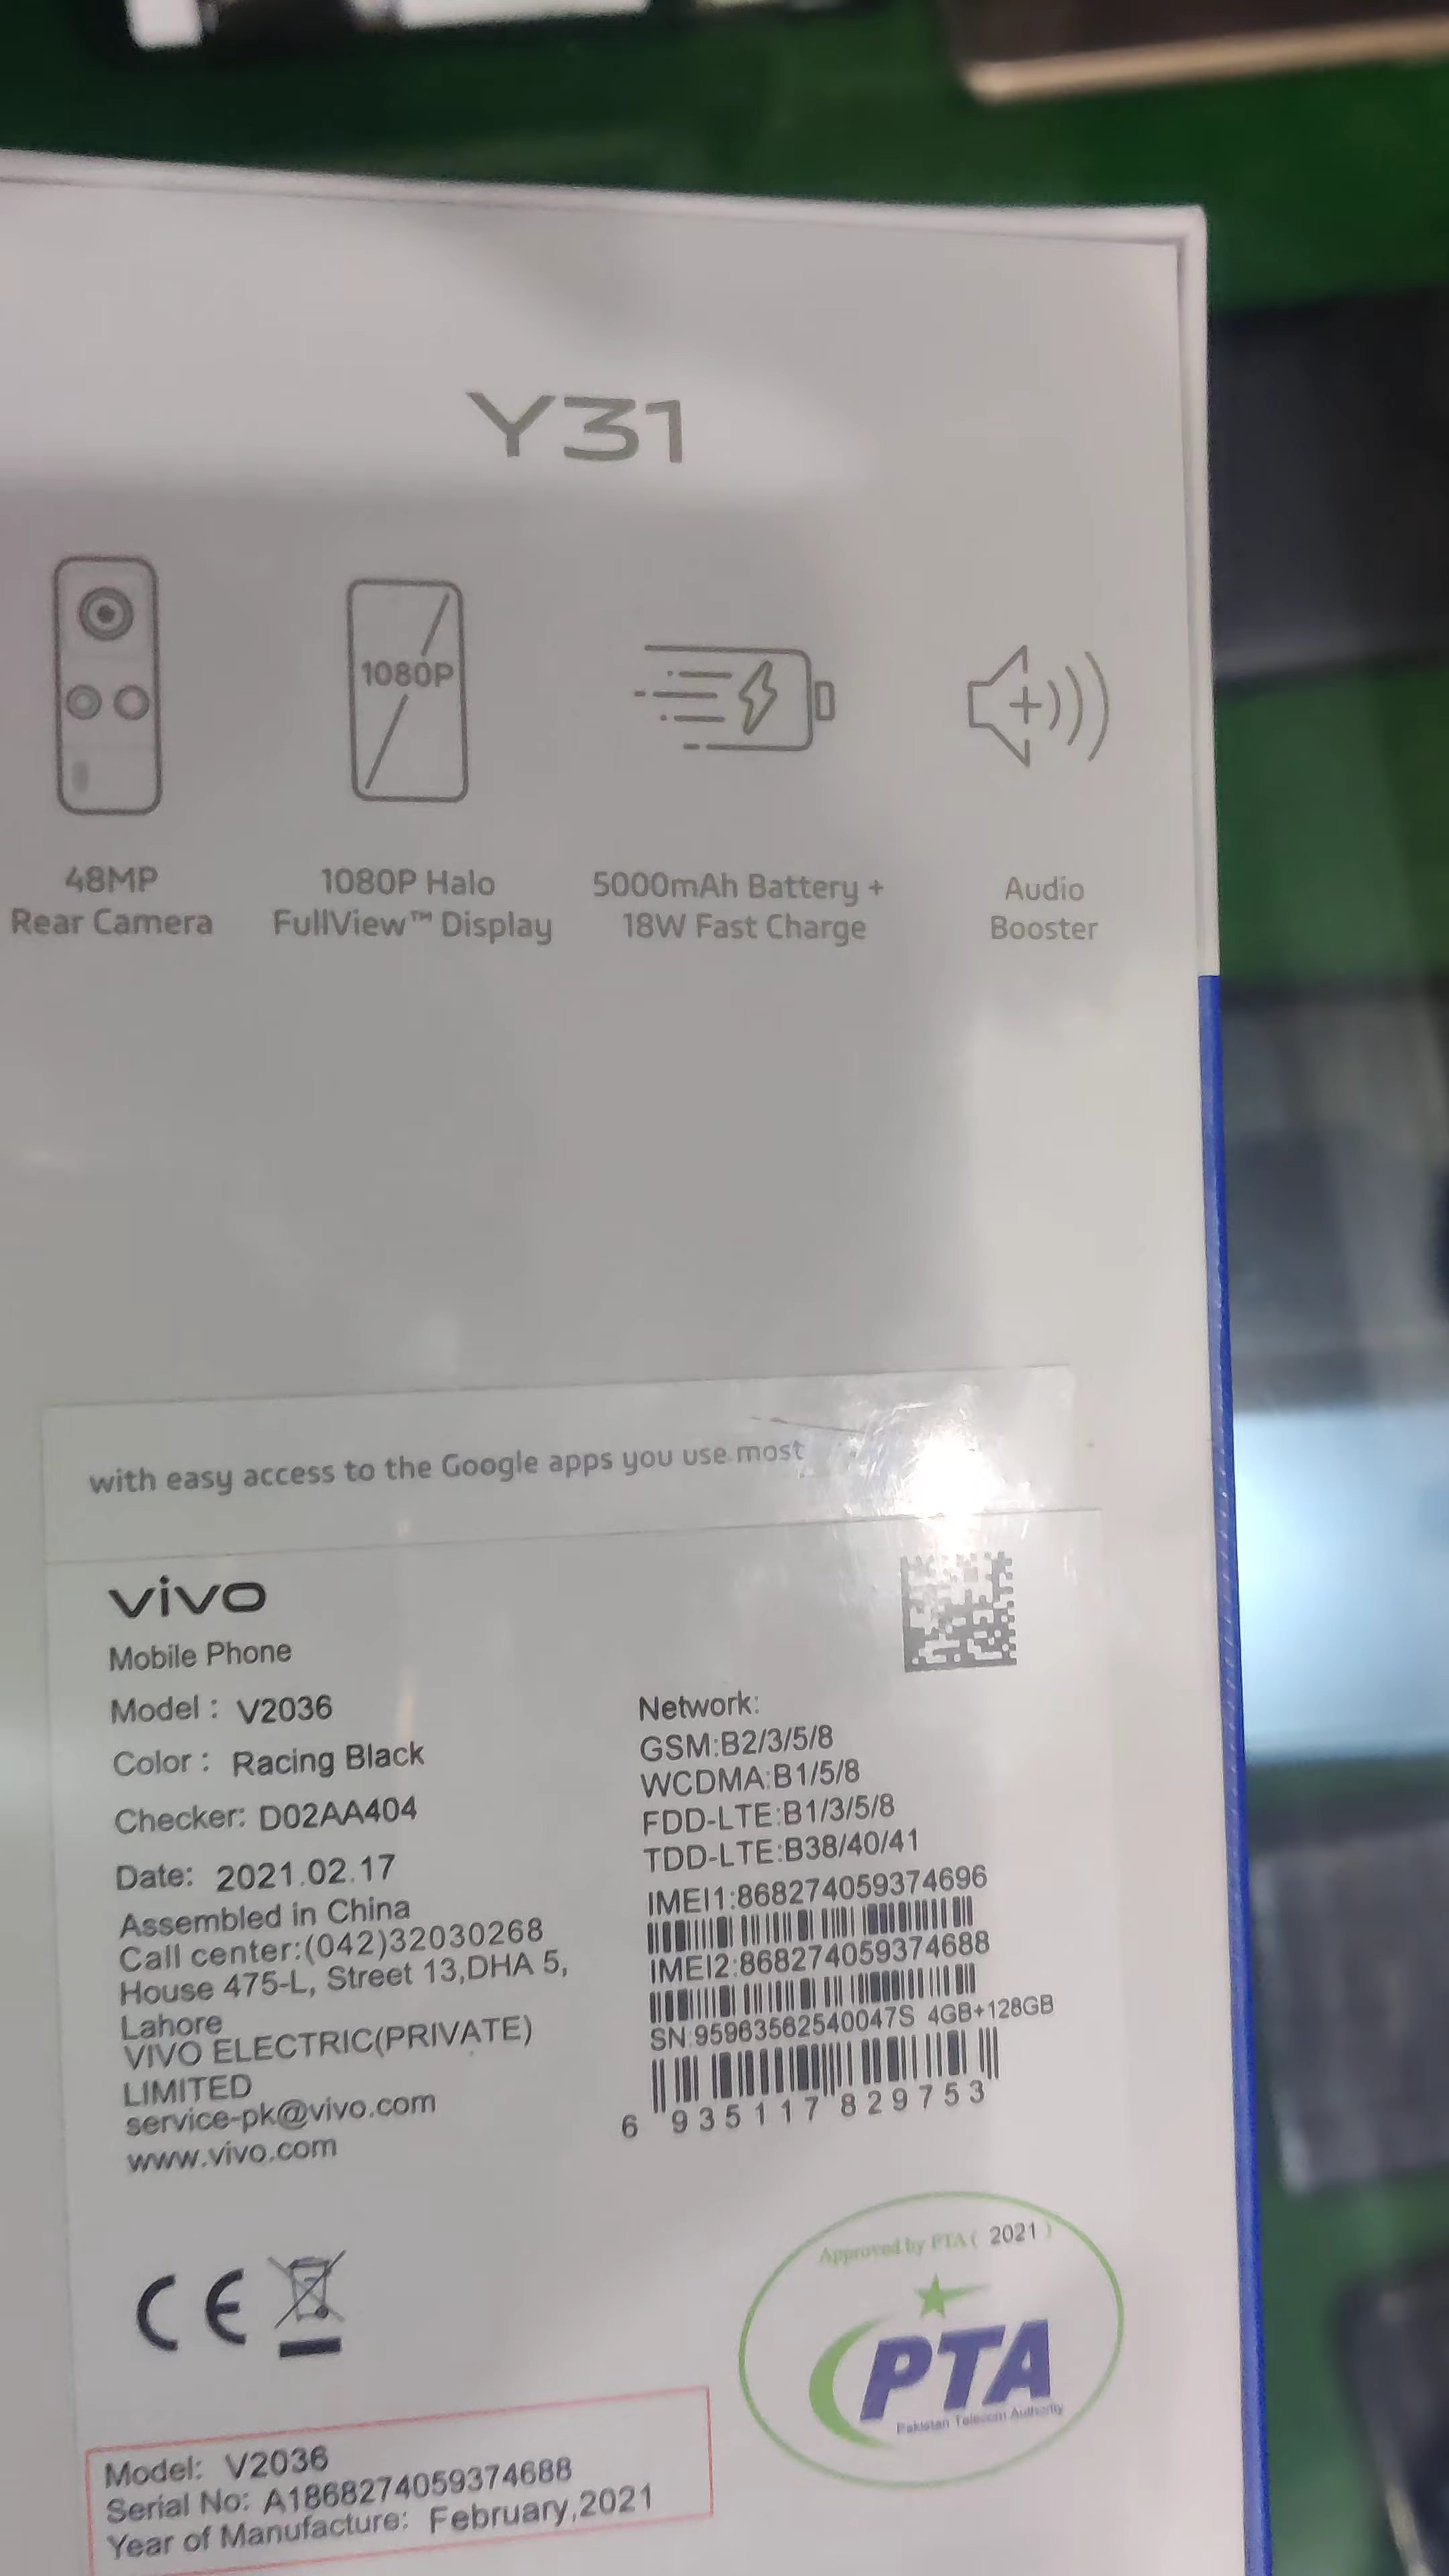 Y31
1080P
48MP
Rear Camera
1080P Halo
FullView™ Display
5000mAh Battery +
18W Fast Charge
Audio
Booster
with easy access to the Google apps you use most
vivo
Mobile Phone
Model : V2036
Color : Racing Black
Checker: D02AA404
Date: 2021.02.17
Assembled in China
Call center:(042)32030268
House 475-L, Street 13,DHA 5,
Lahore
VIVO ELECTRIC(PRIVATE)
LIMITED
service-pk@vivo.com
www.vivo.com
Network:
GSM:B2/3/5/8
WCDMA:B1/5/8
FDD-LTE:B1/3/5/8
TDD-LTE:B38/40/41
IMEI1:868274059374696
IMEI2:868274059374688
SN:95963562540047S 4GB+128GB
6 935117 829753
CE
Approved by PTA ( 2021 )
PTA
Pakistan Telecom Authority
Model: V2036
Serial No: A1868274059374688
Year of Manufacture: February,2021